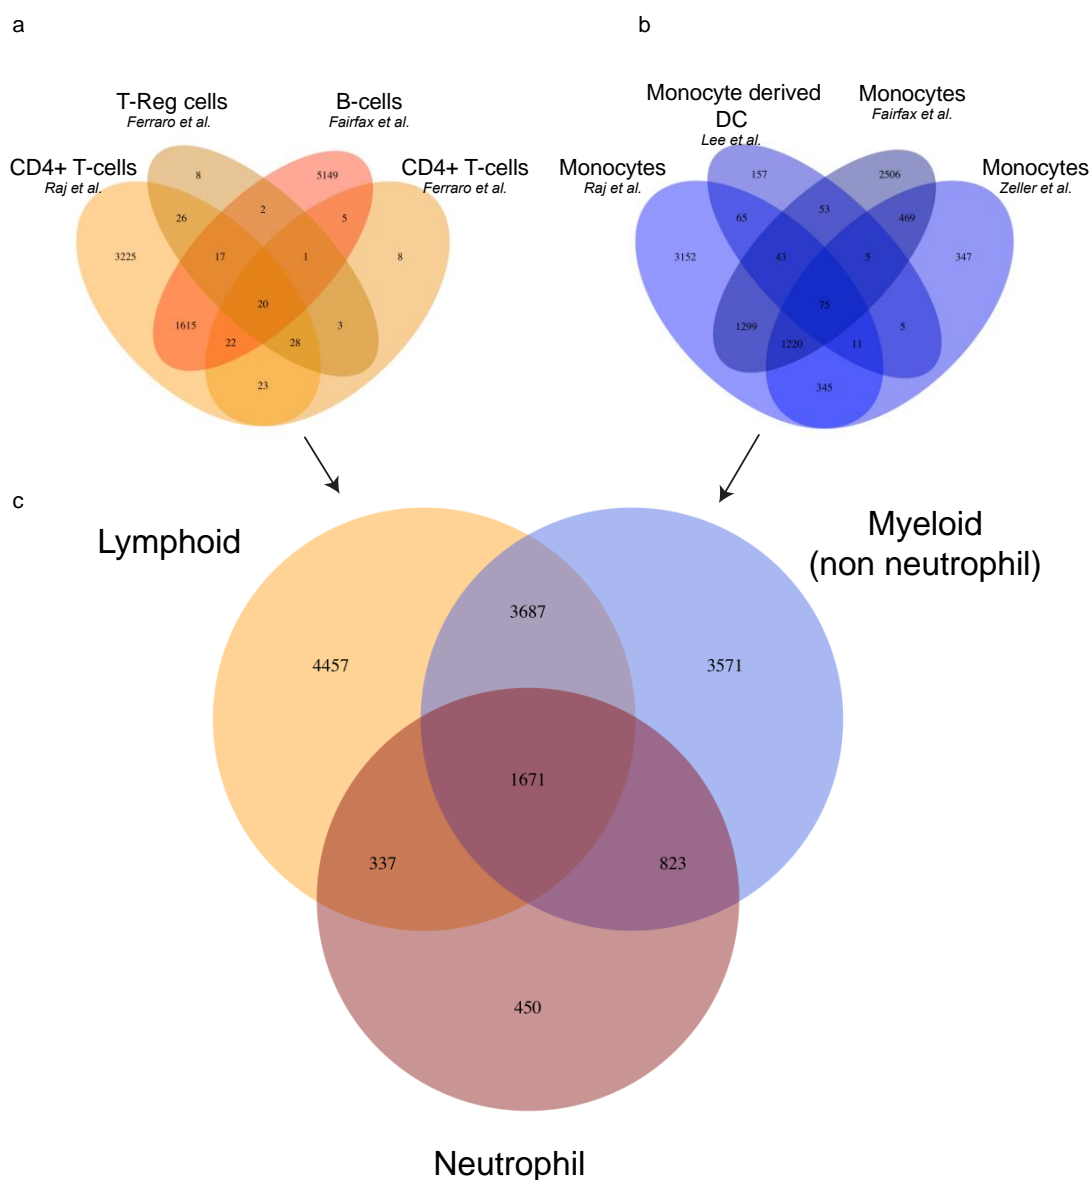 a
b
T-Reg cells
Ferraro et al.
B-cells
Fairfax et al.
CD4+ T-cells
Raj et al.
CD4+ T-cells
Ferraro et al.
8
5149
26
2
5
3225
17
1
8
20
1615
22
28
3
23
Monocyte derived
DC
Lee et al.
Monocytes
Fairfax et al.
Monocytes
Raj et al.
Monocytes
Zeller et al.
157
2506
65
53
469
3152
43
5
347
75
1299
1220
11
5
345
c
Lymphoid
Myeloid
(non neutrophil)
3687
4457
3571
1671
337
823
450
Neutrophil